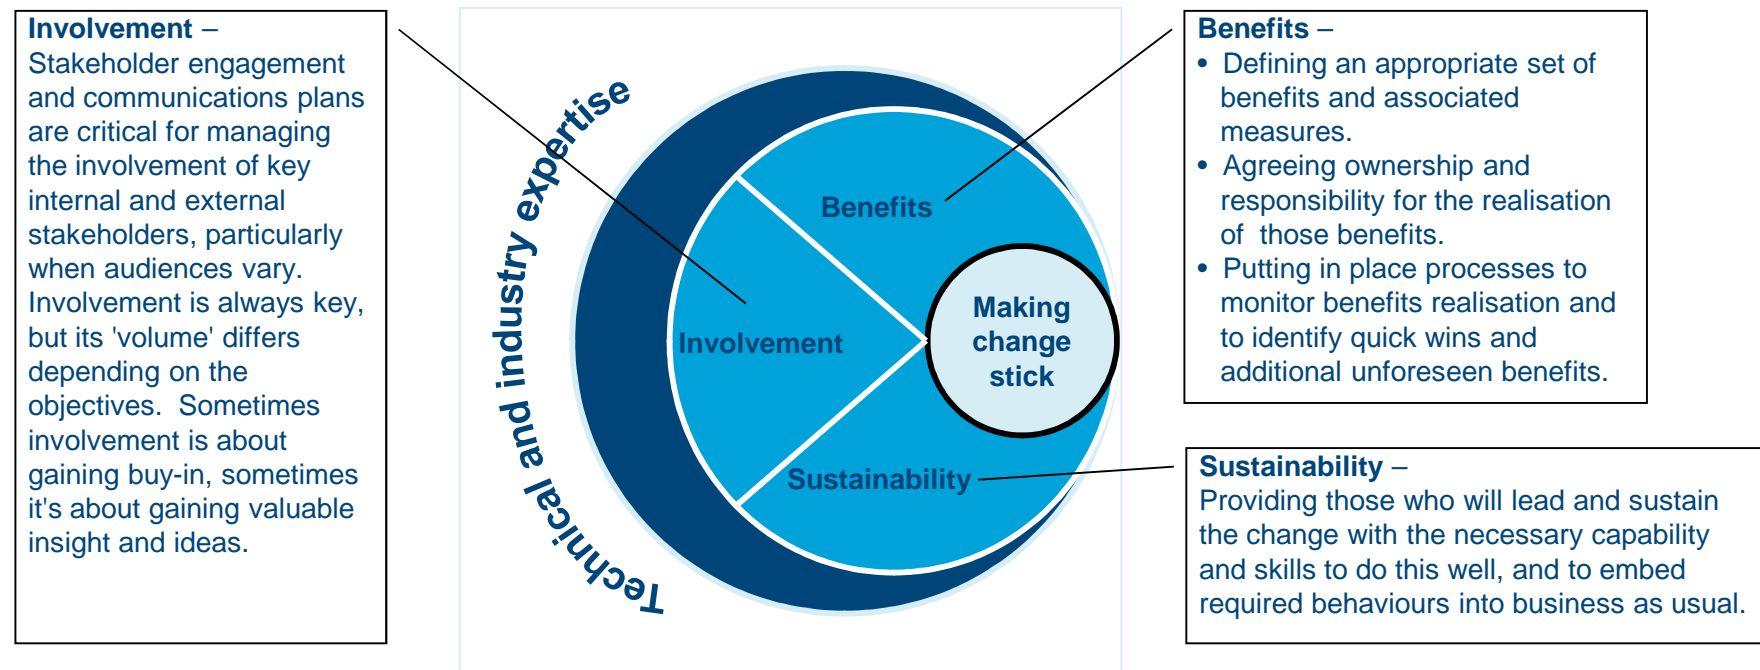 Involvement –
Stakeholder engagement
and communications plans
are critical for managing
the involvement of key
internal and external
stakeholders, particularly
when audiences vary.
Involvement is always key,
but its 'volume' differs
depending on the
objectives.  Sometimes
involvement is about
gaining buy-in, sometimes
it's about gaining valuable
insight and ideas.
Technical and industry expertise
Benefits
Involvement
Sustainability
Making
change
stick
Benefits –
• Defining an appropriate set of
benefits and associated
measures.
• Agreeing ownership and
responsibility for the realisation
of  those benefits.
• Putting in place processes to
monitor benefits realisation and
to identify quick wins and
additional unforeseen benefits.
Sustainability –
Providing those who will lead and sustain
the change with the necessary capability
and skills to do this well, and to embed
required behaviours into business as usual.